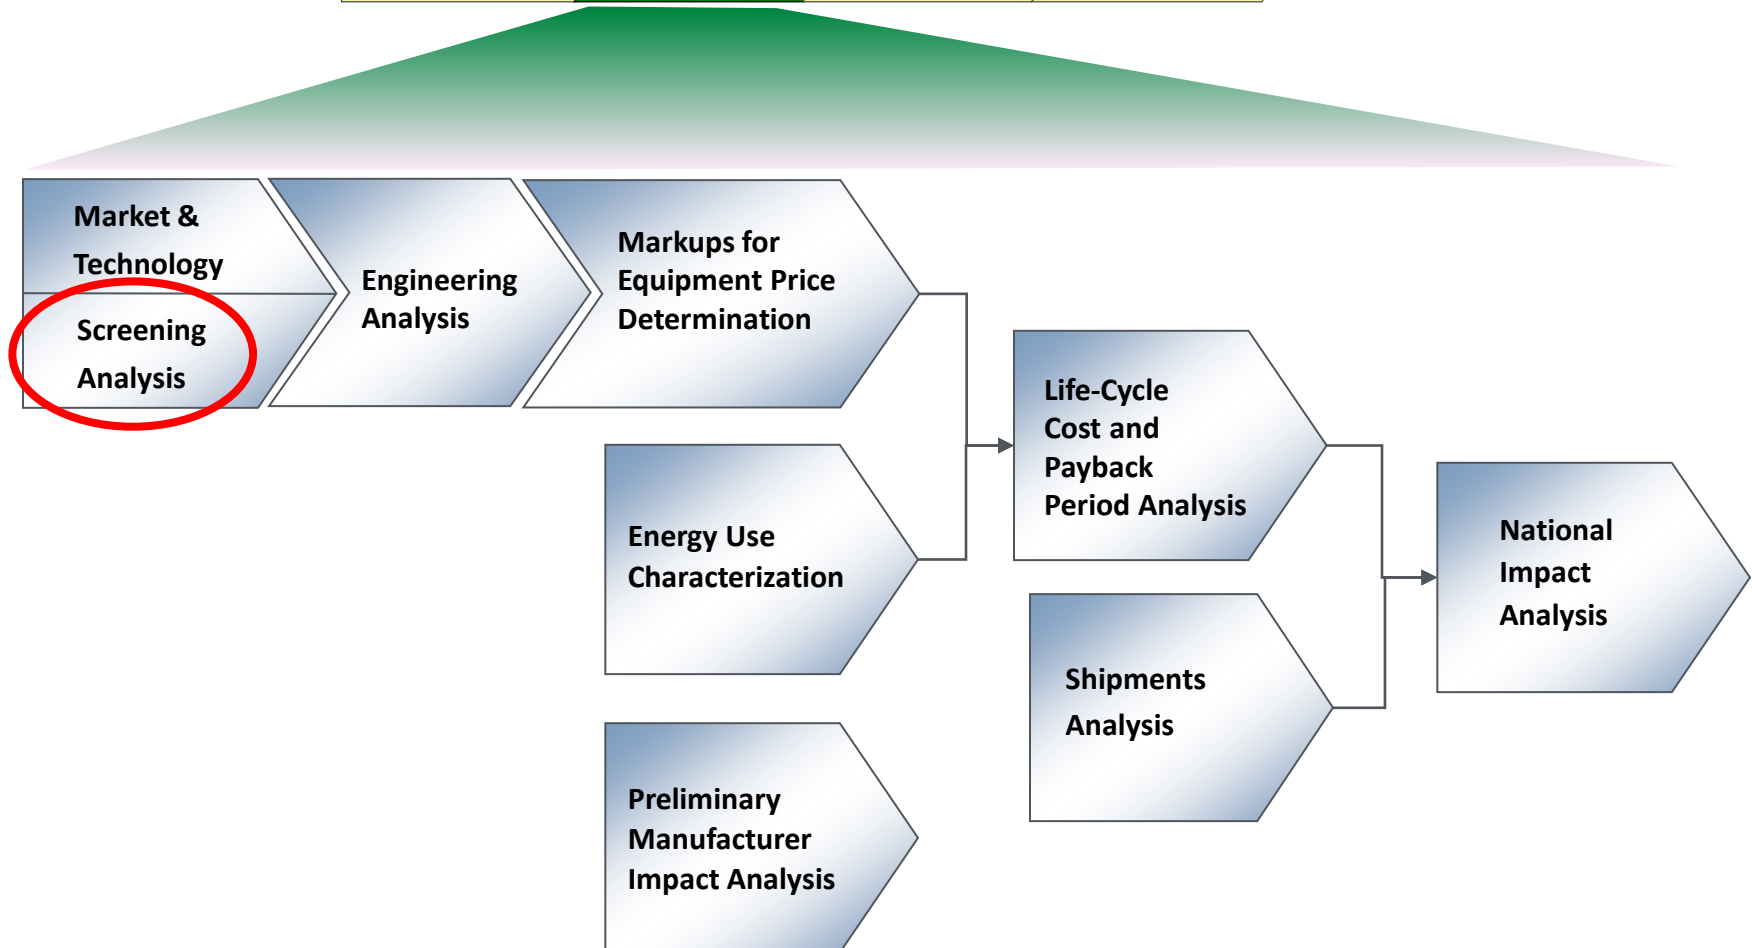 Market &
Technology
Screening
Analysis
Engineering
Analysis
Markups for
Equipment Price
Determination
Energy Use
Characterization
Preliminary
Manufacturer
Impact Analysis
Life-Cycle
Cost and
Payback
Period Analysis
Shipments
Analysis
National
Impact
Analysis